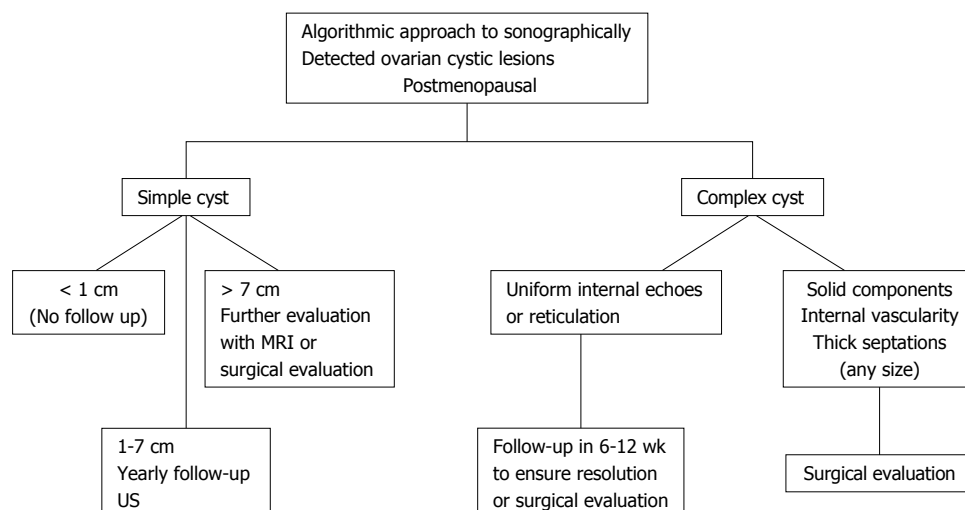 Algorithmic approach to sonographically
Detected ovarian cystic lesions
Postmenopausal
Simple cyst
Complex cyst
< 1 cm
(No follow up)
> 7 cm
Further evaluation
with MRI or
surgical evaluation
Uniform internal echoes
or reticulation
Solid components
Internal vascularity
Thick septations
(any size)
1-7 cm
Yearly follow-up
US
Follow-up in 6-12 wk
to ensure resolution
or surgical evaluation
Surgical evaluation